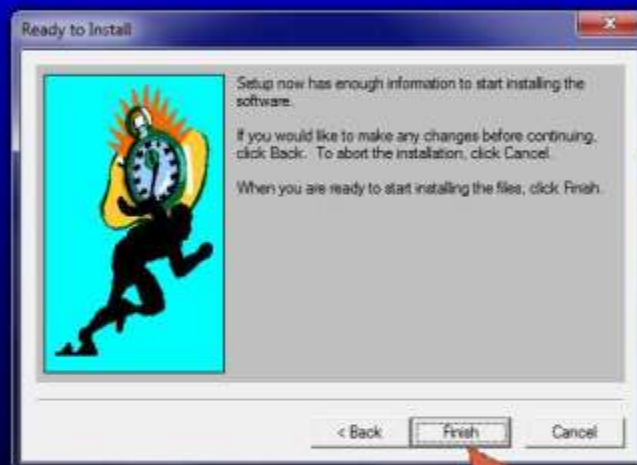 Ready to Install
Setup now has enough information to start installing the
software.
If you would like to make any changes before continuing,
click Back. To abort the installation, click Cancel.
When you are ready to start installing the files, click Finish.
< Back
Finish
Cancel